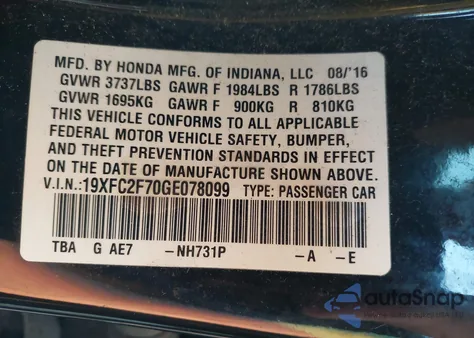 MFD. BY HONDA MFG. OF INDIANA, LLC 08/'16
GVWR 3737LBS GAWR F 1984LBS R 1786LBS
GVWR 1695KG GAWR F 900KG R 810KG
THIS VEHICLE CONFORMS TO ALL APPLICABLE
FEDERAL MOTOR VEHICLE SAFETY, BUMPER,
AND THEFT PREVENTION STANDARDS IN EFFECT
ON THE DATE OF MANUFACTURE SHOWN ABOVE.
V.I.N.:19XFC2F70GE078099 TYPE: PASSENGER CAR
TBA G AE7 -NH731P -A -E
autoSnap